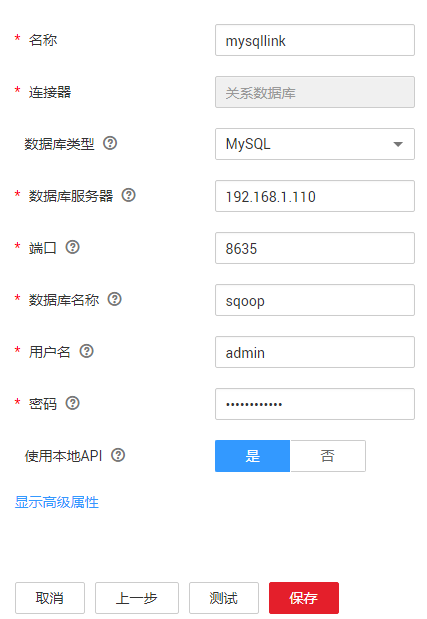 * 名称 mysqllink
* 连接器 关系数据库
数据库类型 ? MySQL
* 数据库服务器 ? 192.168.1.110
* 端口 ? 8635
* 数据库名称 ? sqoop
* 用户名 ? admin
* 密码 ? ••••••••••••
使用本地API ? 是 否
显示高级属性
取消 上一步 测试 保存